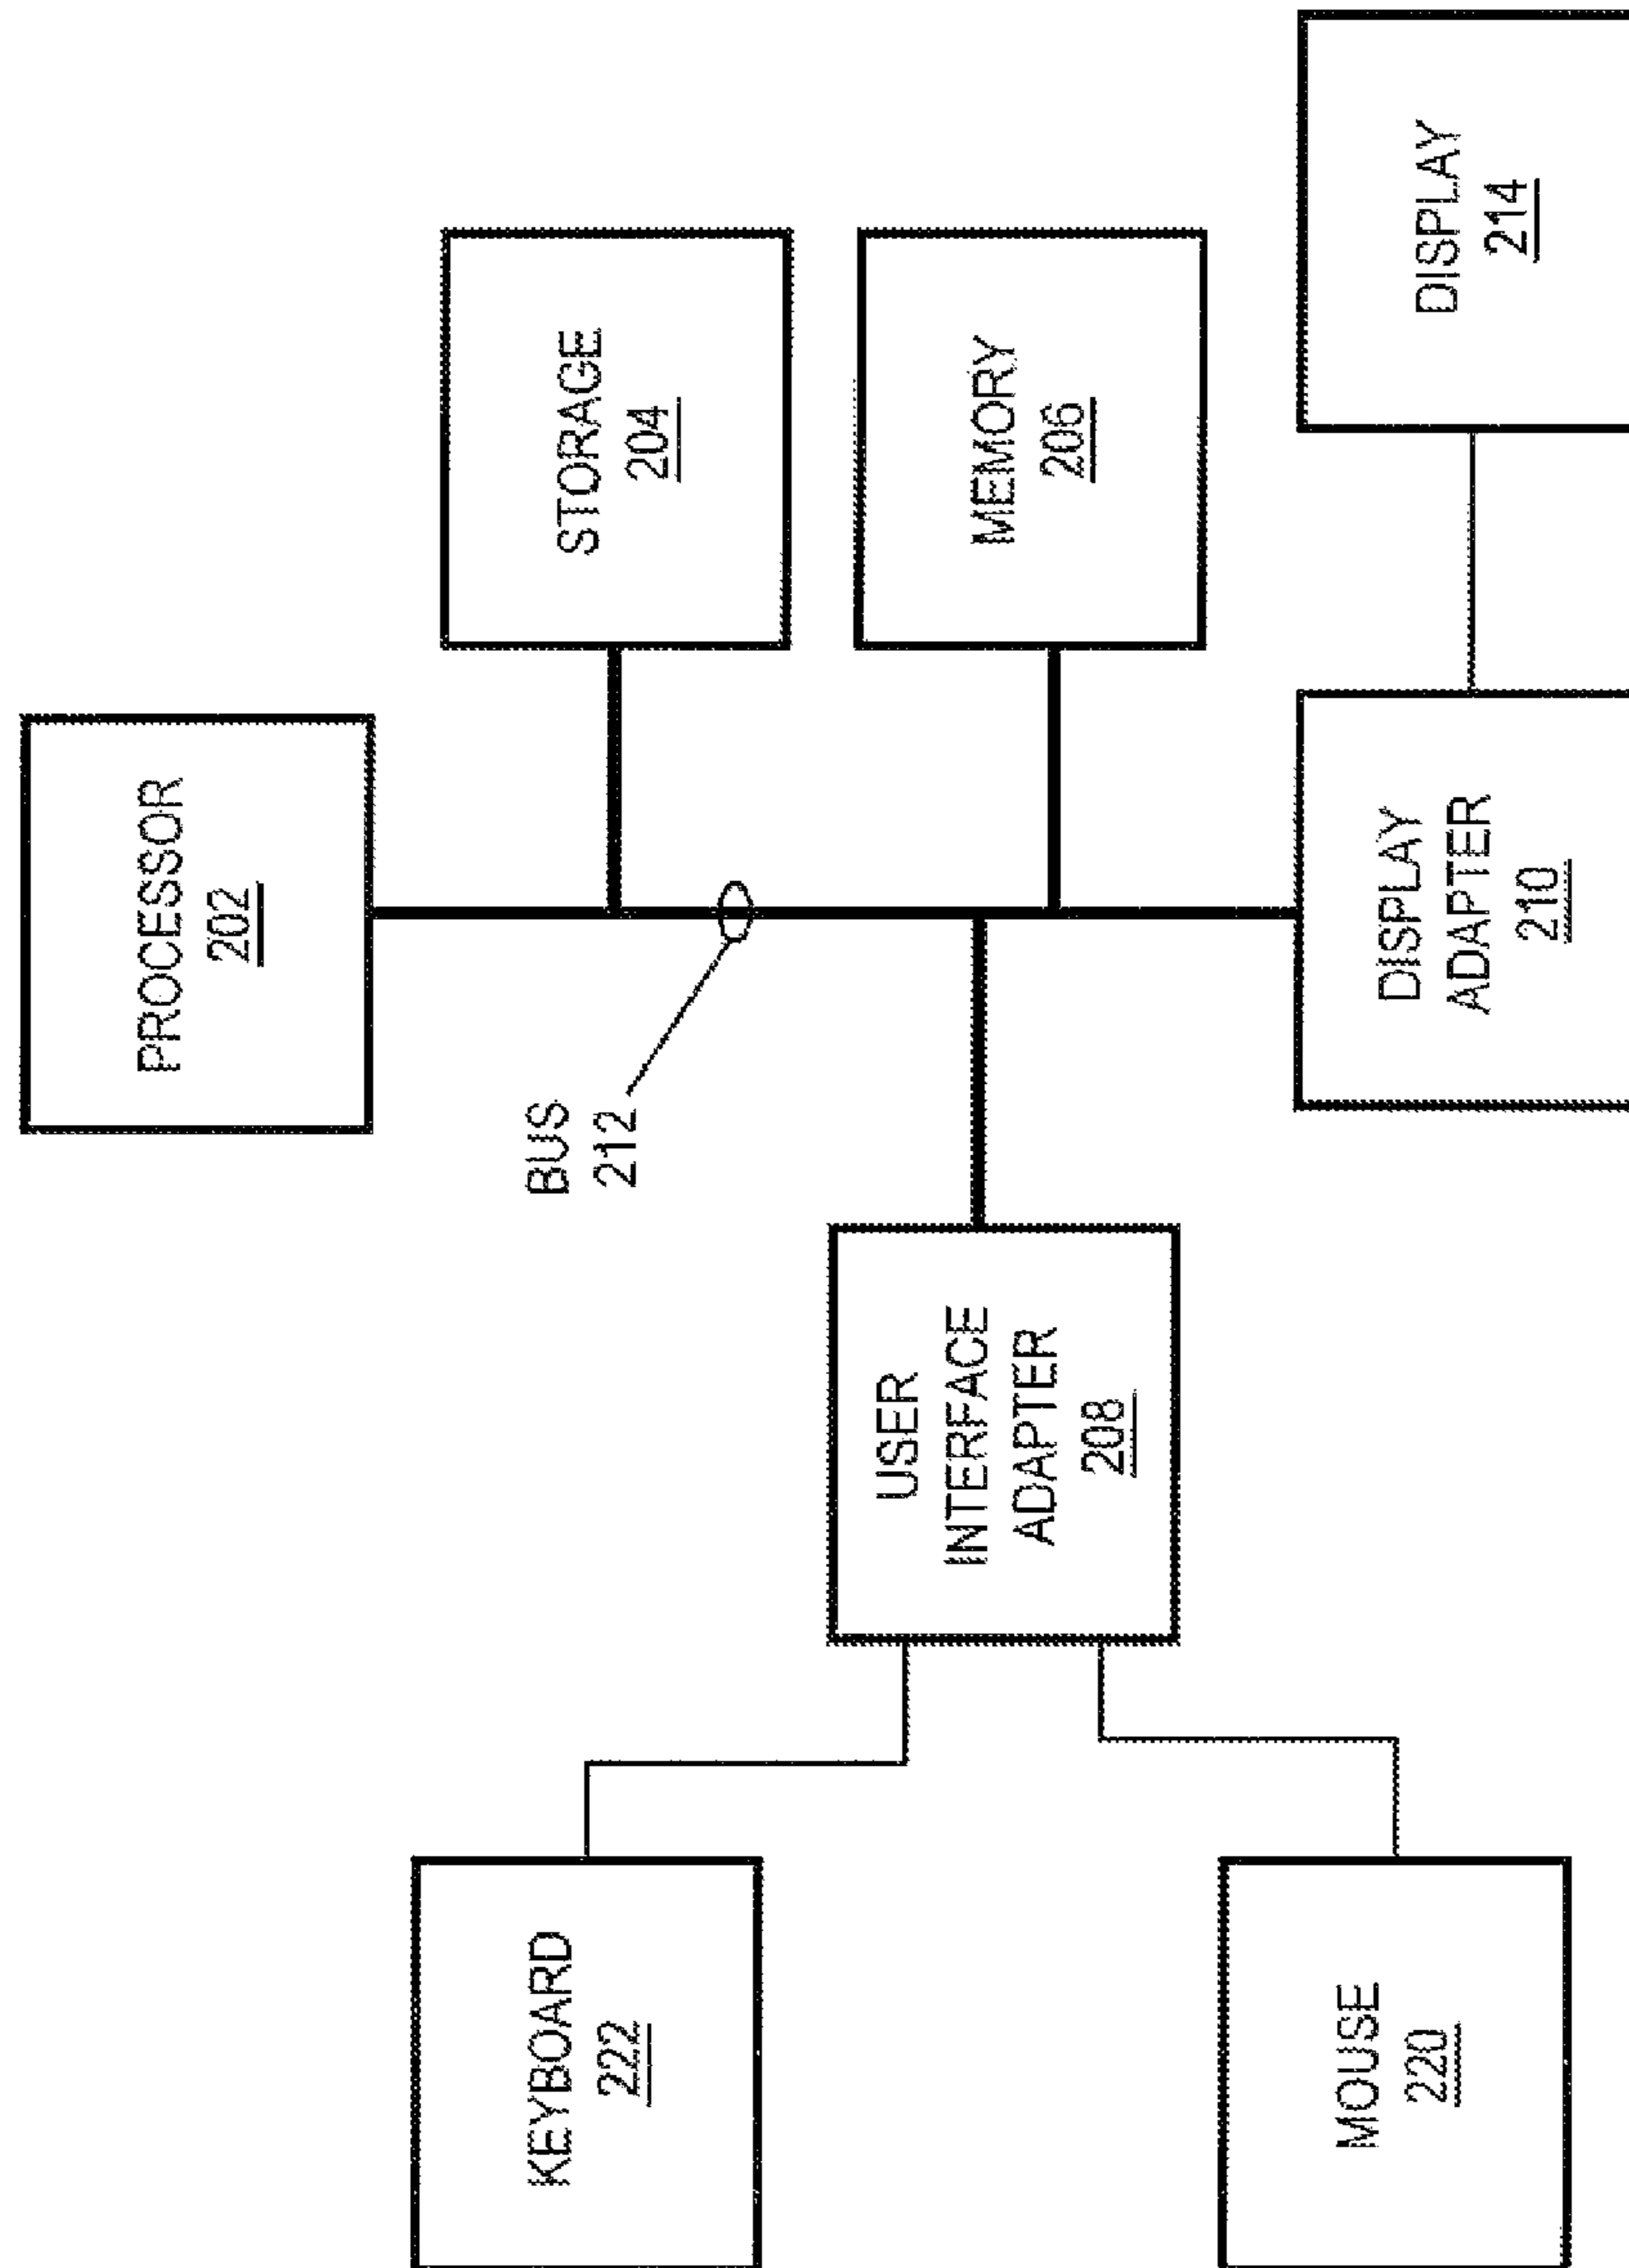 PROCESSOR
202
STORAGE
204
BUS
212
KEYBOARD
222
USER
INTERFACE
ADAPTER
208
MEMORY
206
MOUSE
220
DISPLAY
ADAPTER
210
DISPLAY
214